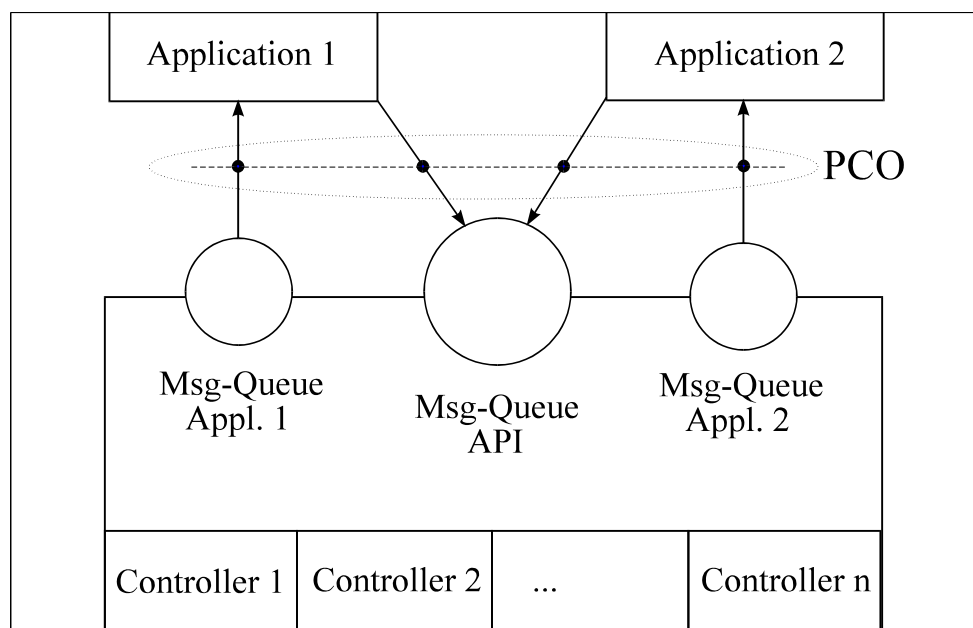 Application 1
Application 2
PCO
Msg-Queue
Appl. 1
Msg-Queue
API
Msg-Queue
Appl. 2
Controller 1
Controller 2
...
Controller n